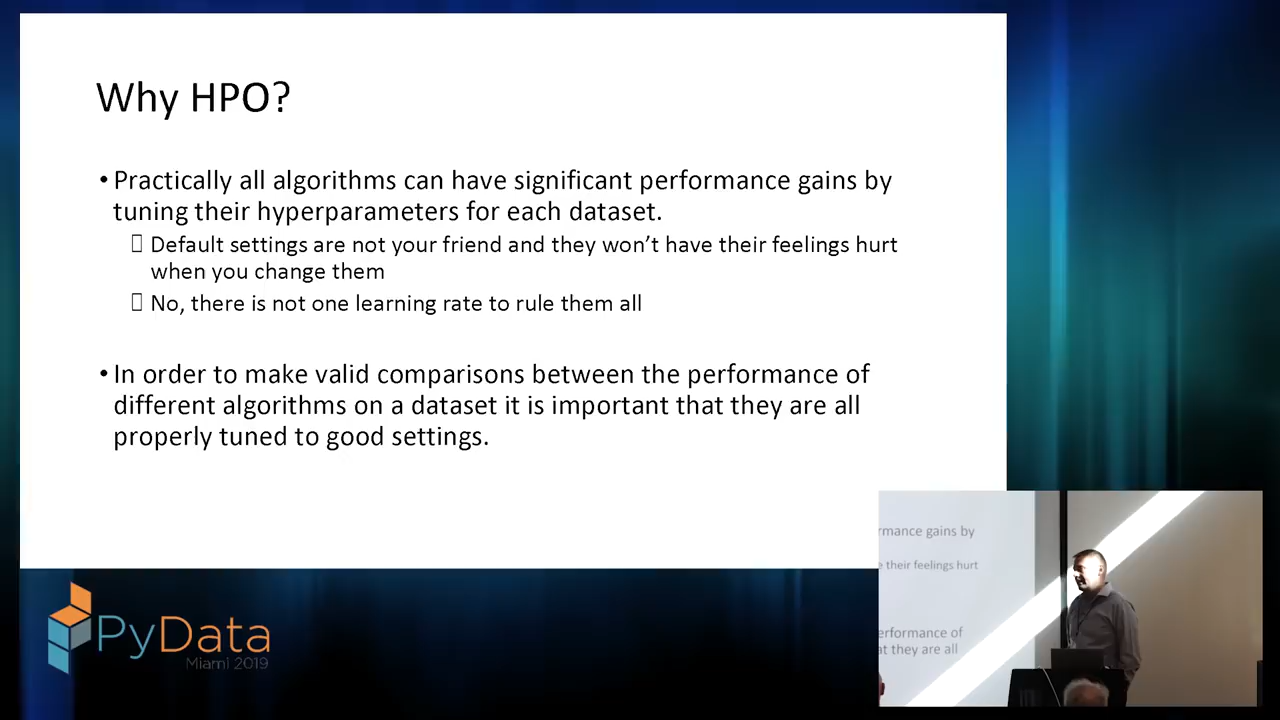 Why HPO?
• Practically all algorithms can have significant performance gains by
tuning their hyperparameters for each dataset.
Default settings are not your friend and they won't have their feelings hurt
when you change them
No, there is not one learning rate to rule them all
• In order to make valid comparisons between the performance of
different algorithms on a dataset it is important that they are all
properly tuned to good settings.
rmance gains by
their feelings hurt
erformance of
at they are all
PyData
Miami 2019